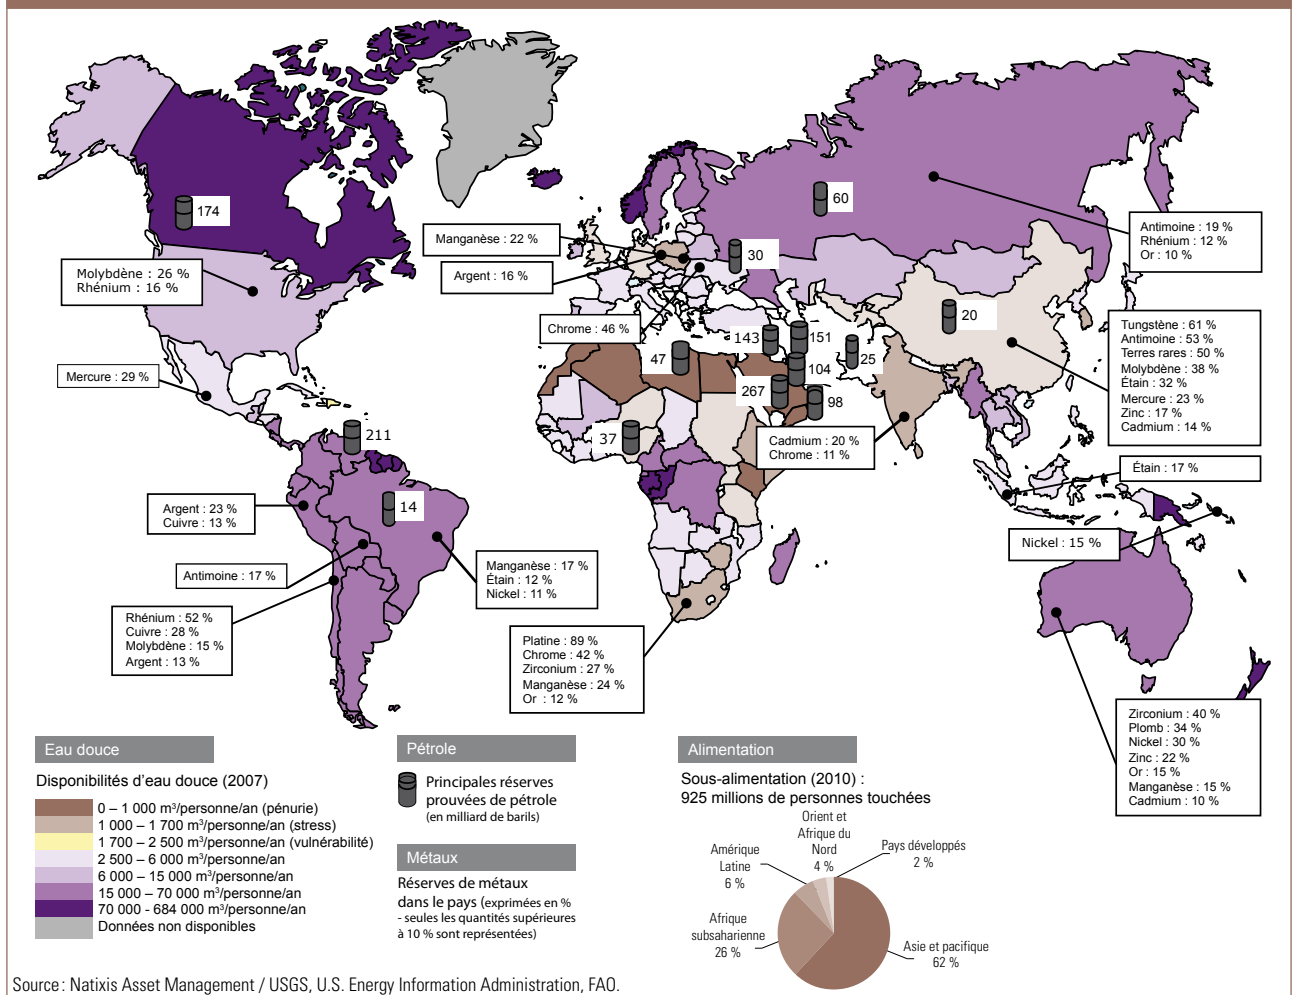 174
60
30
20
143
151
47
104
25
267
98
37
211
14
Molybdène : 26 %
Rhénium : 16 %
Mercure : 29 %
Manganèse : 22 %
Argent : 16 %
Chrome : 46 %
Antimoine : 19 %
Rhénium : 12 %
Or : 10 %
Tungstène : 61 %
Antimoine : 53 %
Terres rares : 50 %
Molybdène : 38 %
Étain : 32 %
Mercure : 23 %
Zinc : 17 %
Cadmium : 14 %
Cadmium : 20 %
Chrome : 11 %
Étain : 17 %
Nickel : 15 %
Argent : 23 %
Cuivre : 13 %
Antimoine : 17 %
Rhénium : 52 %
Cuivre : 28 %
Molybdène : 15 %
Argent : 13 %
Manganèse : 17 %
Étain : 12 %
Nickel : 11 %
Platine : 89 %
Chrome : 42 %
Zirconium : 27 %
Manganèse : 24 %
Or : 12 %
Zirconium : 40 %
Plomb : 34 %
Nickel : 30 %
Zinc : 22 %
Or : 15 %
Manganèse : 15 %
Cadmium : 10 %
Eau douce
Disponibilités d'eau douce (2007)
0 – 1 000 m³/personne/an (pénurie)
1 000 – 1 700 m³/personne/an (stress)
1 700 – 2 500 m³/personne/an (vulnérabilité)
2 500 – 6 000 m³/personne/an
6 000 – 15 000 m³/personne/an
15 000 – 70 000 m³/personne/an
70 000 - 684 000 m³/personne/an
Données non disponibles
Pétrole
Principales réserves
prouvées de pétrole
(en milliard de barils)
Métaux
Réserves de métaux
dans le pays (exprimées en %
- seules les quantités supérieures
à 10 % sont représentées)
Alimentation
Sous-alimentation (2010) :
925 millions de personnes touchées
Orient et
Afrique du
Nord
4 %
Pays développés
2 %
Amérique
Latine
6 %
Afrique
subsaharienne
26 %
Asie et pacifique
62 %
Source : Natixis Asset Management / USGS, U.S. Energy Information Administration, FAO.